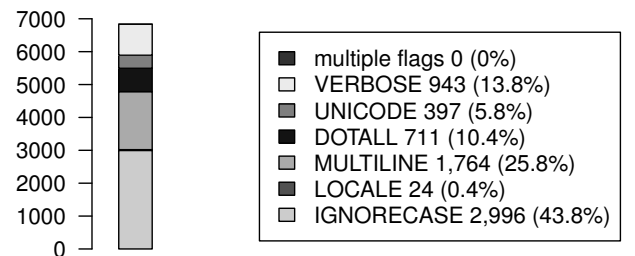 7000
6000
5000
4000
3000
2000
1000
0
multiple flags 0 (0%)
VERBOSE 943 (13.8%)
UNICODE 397 (5.8%)
DOTALL 711 (10.4%)
MULTILINE 1,764 (25.8%)
LOCALE 24 (0.4%)
IGNORECASE 2,996 (43.8%)